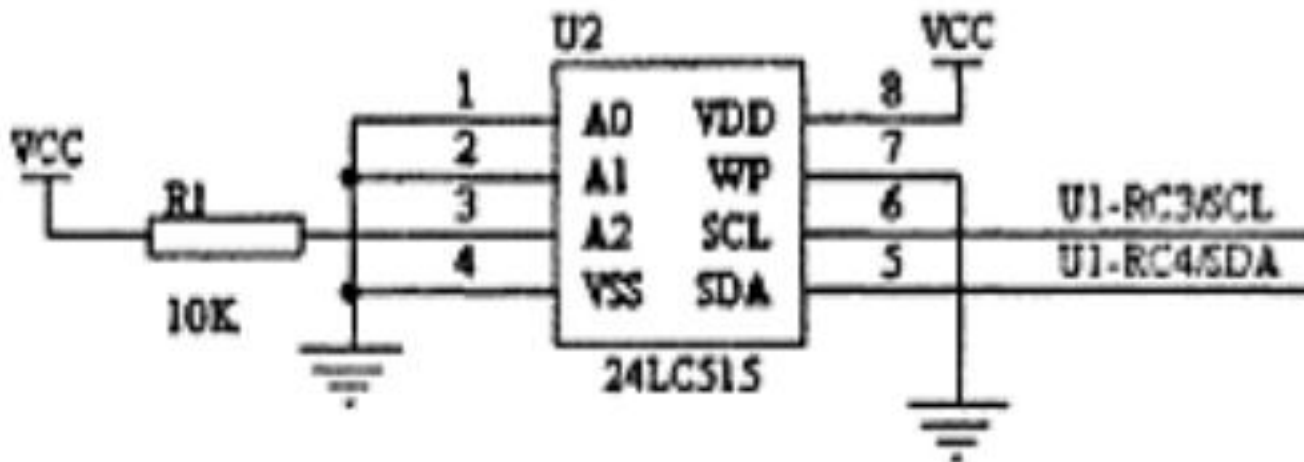 U2
VCC
1
8
A0
VDD
VCC
2
7
A1
WP
R1
3
6
U1-RC3/SCL
A2
SCL
4
5
U1-RC4/SDA
VSS
SDA
10K
24LC515